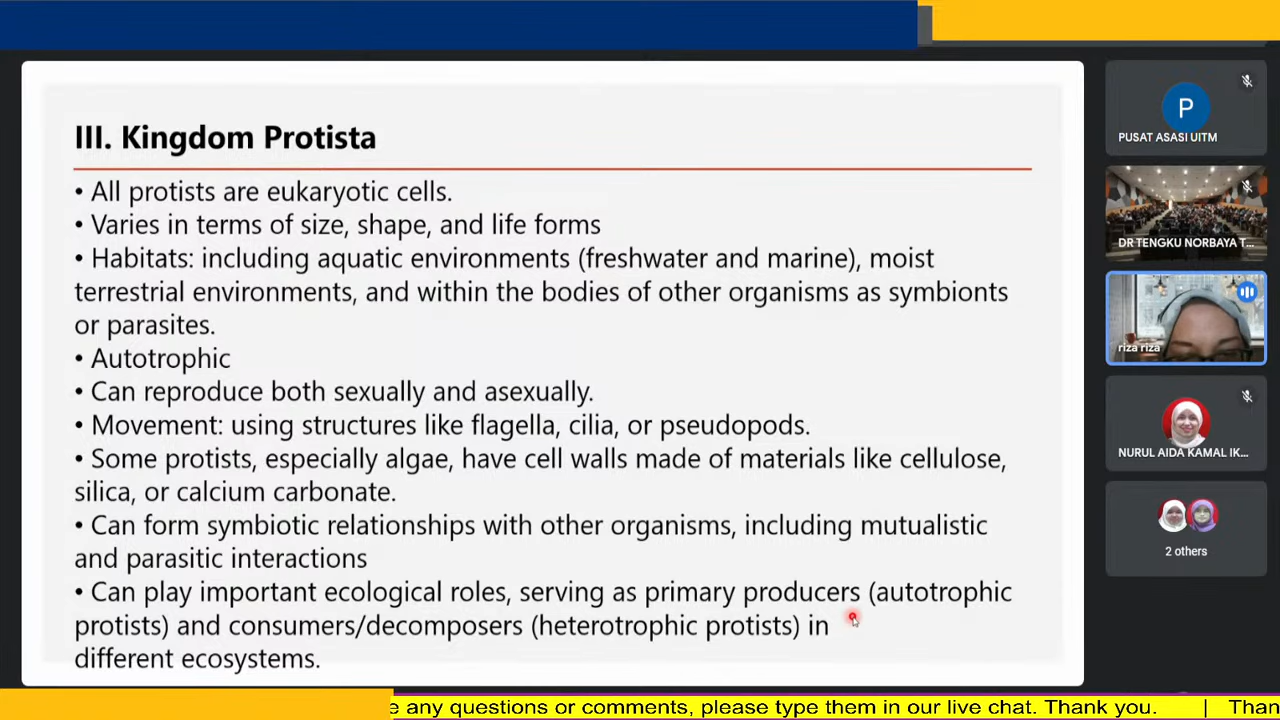 III. Kingdom Protista
• All protists are eukaryotic cells.
• Varies in terms of size, shape, and life forms
• Habitats: including aquatic environments (freshwater and marine), moist
terrestrial environments, and within the bodies of other organisms as symbionts
or parasites.
• Autotrophic
• Can reproduce both sexually and asexually.
• Movement: using structures like flagella, cilia, or pseudopods.
• Some protists, especially algae, have cell walls made of materials like cellulose,
silica, or calcium carbonate.
• Can form symbiotic relationships with other organisms, including mutualistic
and parasitic interactions
• Can play important ecological roles, serving as primary producers (autotrophic
protists) and consumers/decomposers (heterotrophic protists) in
different ecosystems.
P
PUSAT ASASI UITM
DR TENGKU NORBAYA T...
riza riza
NURUL AIDA KAMAL IK...
2 others
e any questions or comments, please type them in our live chat. Thank you. | Than